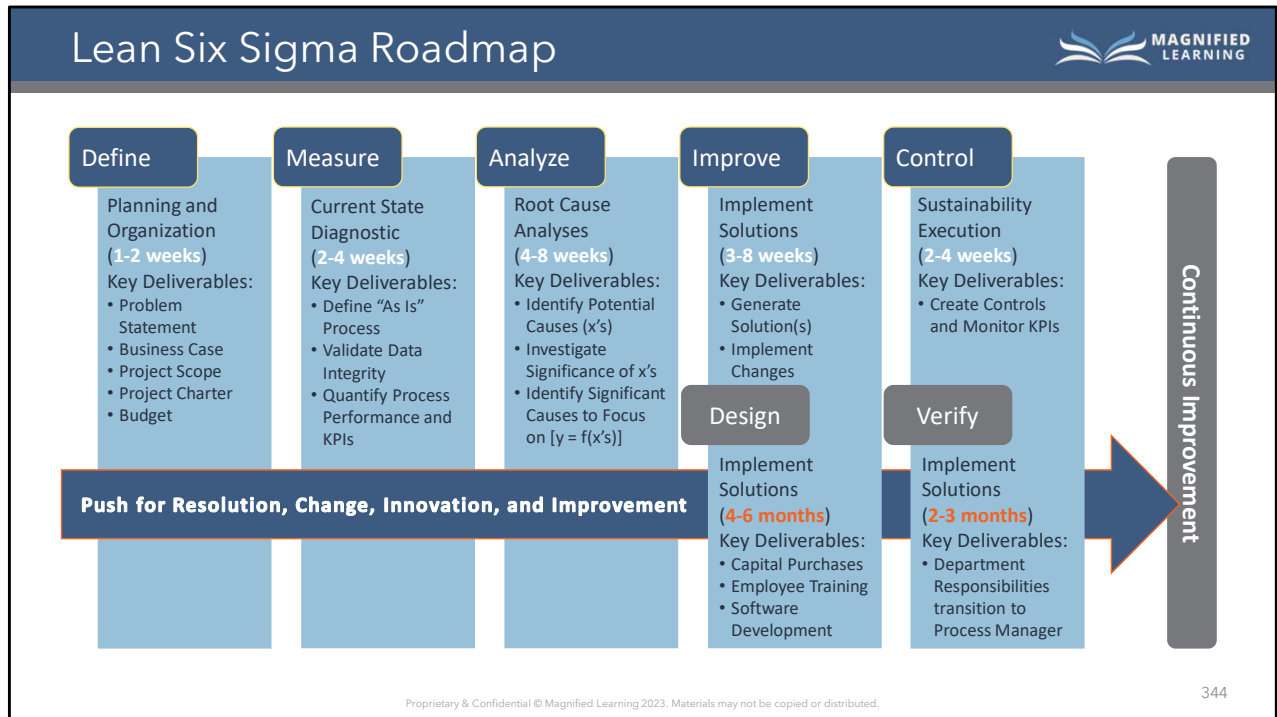 Lean Six Sigma Roadmap
MAGNIFIED
LEARNING
Define
Planning and
Organization
(1-2 weeks)
Key Deliverables:
• Problem
Statement
• Business Case
• Project Scope
• Project Charter
• Budget
Measure
Current State
Diagnostic
(2-4 weeks)
Key Deliverables:
• Define “As Is”
Process
• Validate Data
Integrity
• Quantify Process
Performance and
KPIs
Analyze
Root Cause
Analyses
(4-8 weeks)
Key Deliverables:
• Identify Potential
Causes (x’s)
• Investigate
Significance of x’s
• Identify Significant
Causes to Focus
on [y = f(x’s)]
Improve
Implement
Solutions
(3-8 weeks)
Key Deliverables:
• Generate
Solution(s)
• Implement
Changes
Control
Sustainability
Execution
(2-4 weeks)
Key Deliverables:
• Create Controls
and Monitor KPIs
Design
Implement
Solutions
(4-6 months)
Key Deliverables:
• Capital Purchases
• Employee Training
• Software
Development
Verify
Implement
Solutions
(2-3 months)
Key Deliverables:
• Department
Responsibilities
transition to
Process Manager
Push for Resolution, Change, Innovation, and Improvement
Continuous Improvement
Proprietary & Confidential © Magnified Learning 2023. Materials may not be copied or distributed.
344